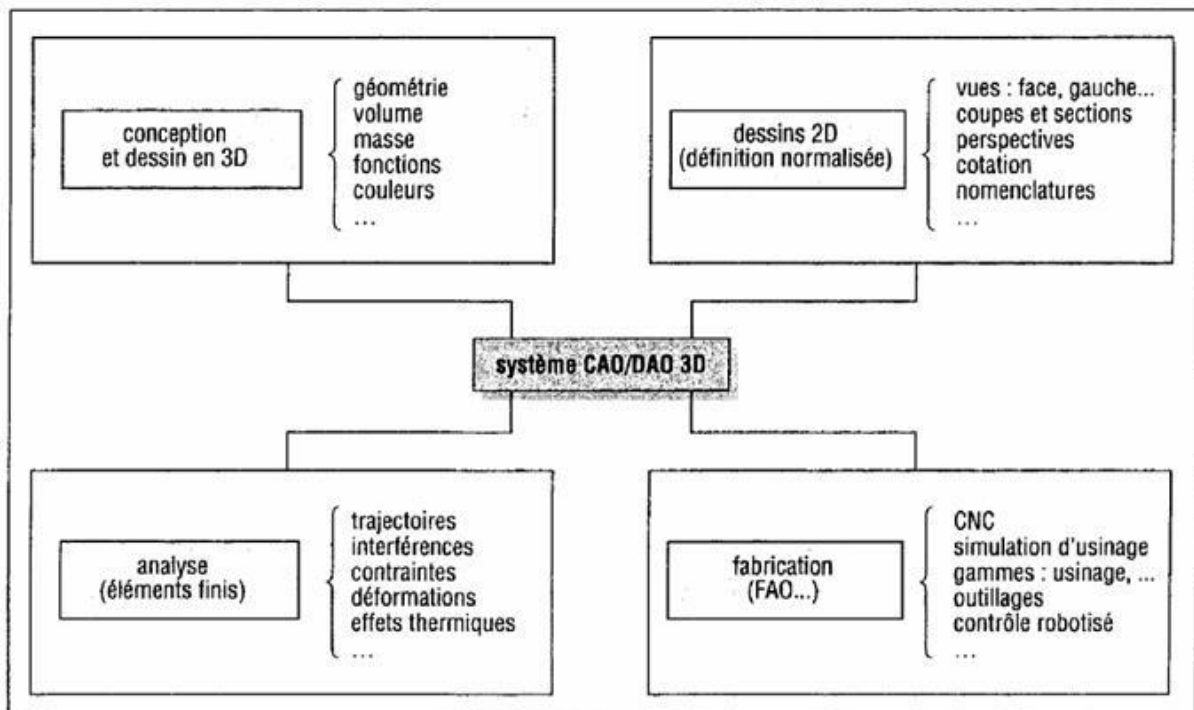 conception
et dessin en 3D
géométrie
volume
masse
fonctions
couleurs
...
dessins 2D
(définition normalisée)
vues : face, gauche...
coupes et sections
perspectives
cotation
nomenclatures
...
système CAO/DAO 3D
analyse
(éléments finis)
trajectoires
interférences
contraintes
déformations
effets thermiques
...
fabrication
(FAO...)
CNC
simulation d'usinage
gammes : usinage, ...
outillages
contrôle robotisé
...